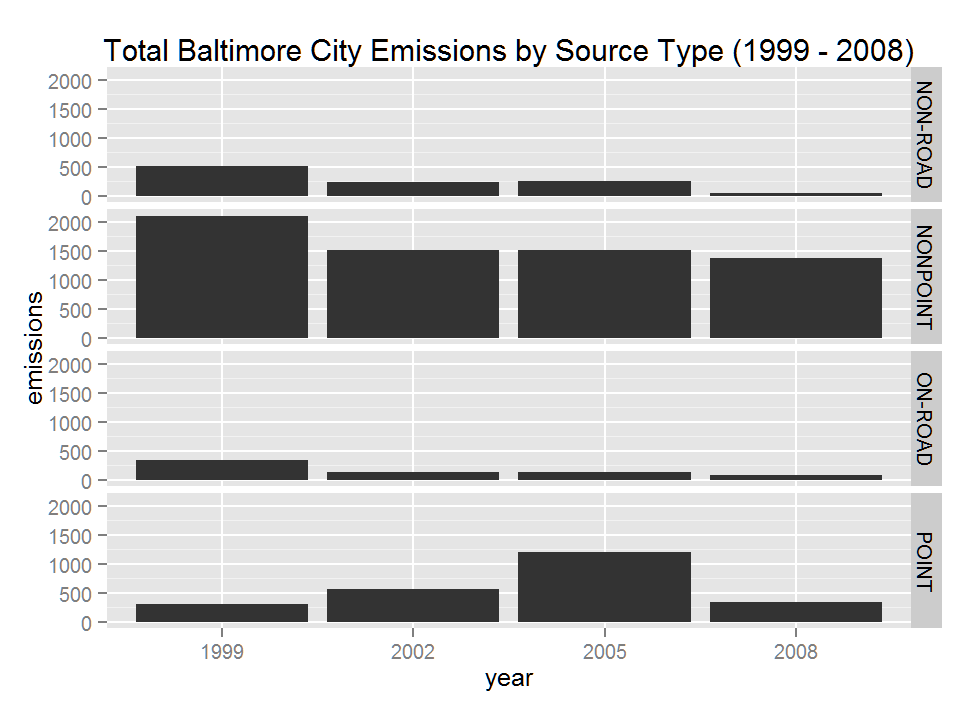 Total Baltimore City Emissions by Source Type (1999 - 2008)
emissions
2000
1500
1000
500
0
NON-ROAD
2000
1500
1000
500
0
NONPOINT
2000
1500
1000
500
0
ON-ROAD
2000
1500
1000
500
0
POINT
1999 2002 2005 2008
year